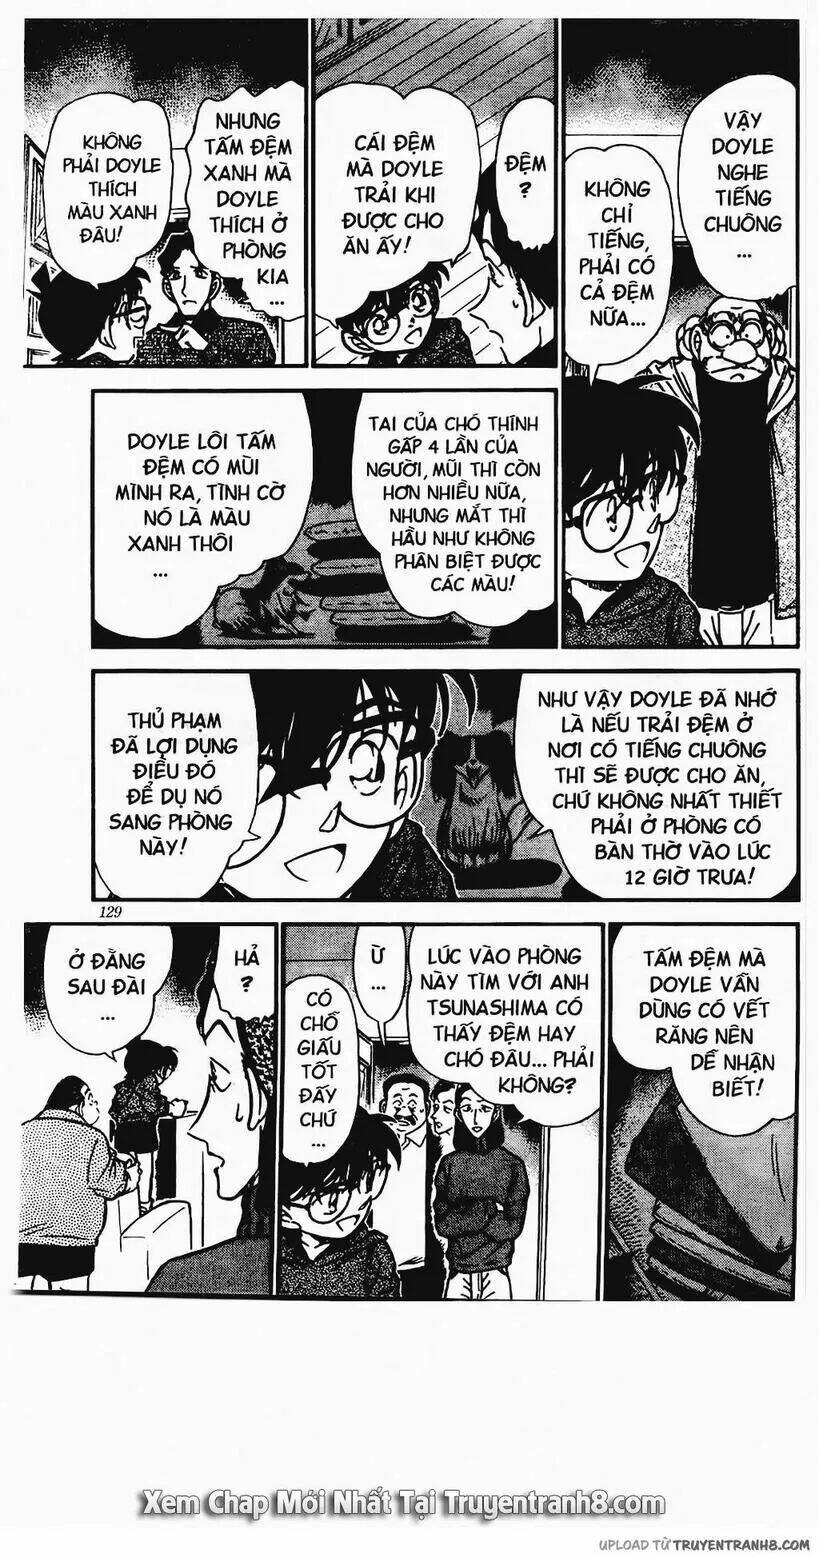 VẬY
DOYLE
NGHE
TIẾNG
CHUÔNG
...
KHÔNG
CHỈ
TIẾNG,
PHẢI CÓ
CẢ ĐỆM
NỮA...
ĐỆM
?
CÁI ĐỆM
MÀ DOYLE
TRẢI KHI
ĐƯỢC CHO
ĂN ẤY!
NHƯNG
TẤM ĐỆM
XANH MÀ
DOYLE
THÍCH Ở
PHÒNG
KIA
...
KHÔNG
PHẢI DOYLE
THÍCH
MÀU XANH
ĐÂU!
TAI CỦA CHÓ THÍNH
GẤP 4 LẦN CỦA
NGƯỜI, MŨI THÌ CÒN
HƠN NHIỀU NỮA,
NHƯNG MẮT THÌ
HẦU NHƯ KHÔNG
PHÂN BIỆT ĐƯỢC
CÁC MÀU!
DOYLE LÔI TẤM
ĐỆM CÓ MÙI
MÌNH RA, TÌNH CỜ
NÓ LÀ MÀU
XANH THÔI
...
NHƯ VẬY DOYLE ĐÃ NHỚ
LÀ NẾU TRẢI ĐỆM Ở
NƠI CÓ TIẾNG CHUÔNG
THÌ SẼ ĐƯỢC CHO ĂN,
CHỨ KHÔNG NHẤT THIẾT
PHẢI Ở PHÒNG CÓ
BÀN THỜ VÀO LÚC
12 GIỜ TRƯA!
THỦ PHẠM
ĐÃ LỢI DỤNG
ĐIỀU ĐÓ
ĐỂ DỤ NÓ
SANG PHÒNG
NÀY!
129
TẤM ĐỆM MÀ
DOYLE VẪN
DÙNG CÓ VẾT
RĂNG NÊN
DỄ NHẬN
BIẾT!
LÚC VÀO PHÒNG
NÀY TÌM VỚI ANH
TSUNASHIMA CÓ
THẤY ĐỆM HAY
CHÓ ĐÂU... PHẢI
KHÔNG?
Ừ
...
CÓ
CHỖ
GIẤU
TỐT
ĐẤY CHỨ
...
HẢ
?
Ở ĐẰNG
SAU ĐÀI
...
Xem Chap Mới Nhất Tại Truyentranh8.com
UPLOAD TỪ TRUYENTRANH8.COM